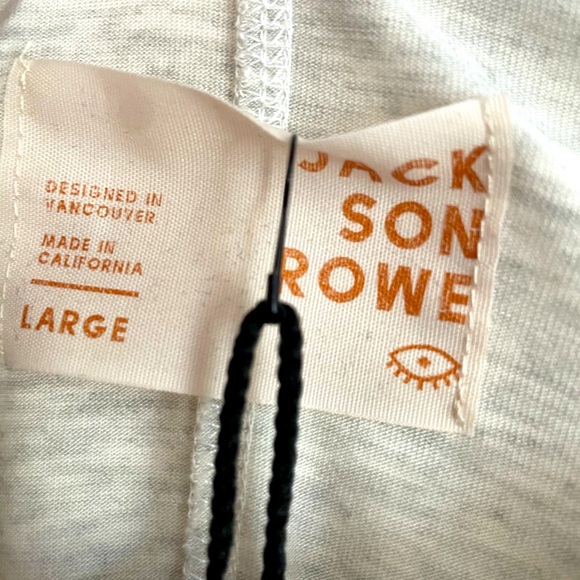 DESIGNED IN
VANCOUVER
MADE IN
CALIFORNIA
LARGE
JACK
SON
ROWE